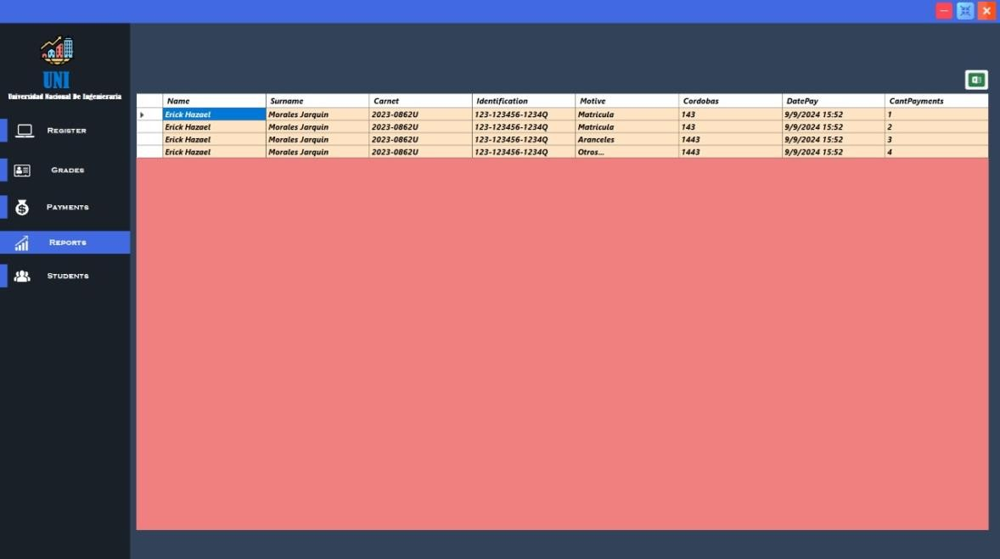 UNI
Universidad Nacional De Ingenieraria
Register
Grades
Payments
Reports
Students
Name Surname Carnet Identification Motive Cordobas DatePay CantPayments
Erick Hazael Morales Jarquin 2023-0862U 123-123456-1234Q Matricula 143 9/9/2024 15:52 1
Erick Hazael Morales Jarquin 2023-0862U 123-123456-1234Q Matricula 143 9/9/2024 15:52 2
Erick Hazael Morales Jarquin 2023-0862U 123-123456-1234Q Aranceles 1443 9/9/2024 15:52 3
Erick Hazael Morales Jarquin 2023-0862U 123-123456-1234Q Otros... 1443 9/9/2024 15:52 4